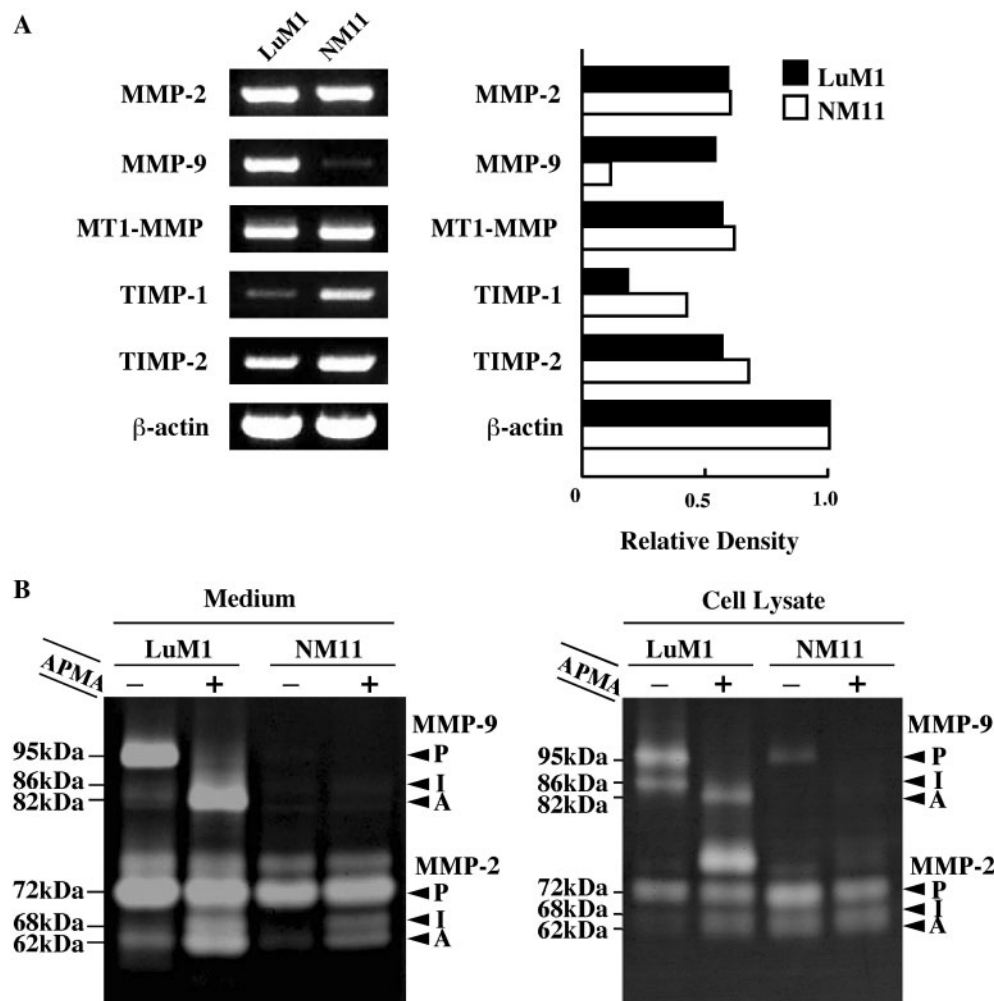 A
LuM1 NM11
MMP-2
MMP-9
MT1-MMP
TIMP-1
TIMP-2
β-actin
MMP-2
MMP-9
MT1-MMP
TIMP-1
TIMP-2
β-actin
LuM1
NM11
0 0.5 1.0
Relative Density
B
Medium
LuM1 NM11
APMA − + − +
95kDa
86kDa
82kDa
72kDa
68kDa
62kDa
MMP-9
P
I
A
MMP-2
P
I
A
Cell Lysate
LuM1 NM11
APMA − + − +
95kDa
86kDa
82kDa
72kDa
68kDa
62kDa
MMP-9
P
I
A
MMP-2
P
I
A